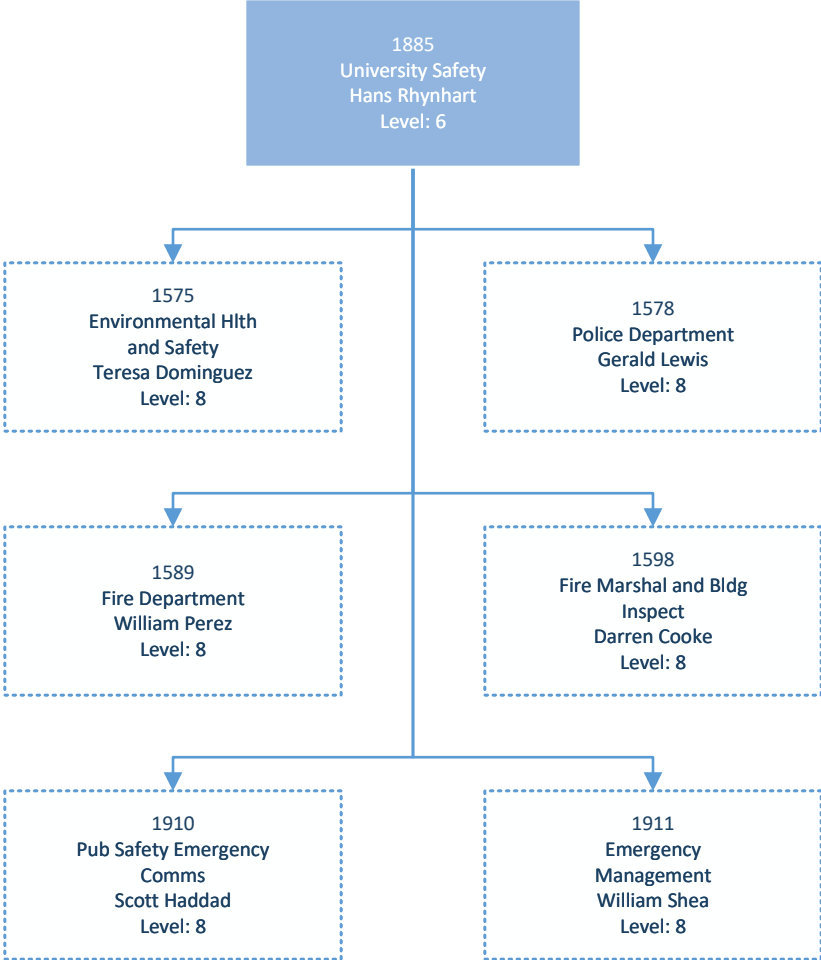 1885
University Safety
Hans Rhynhart
Level: 6
1575
Environmental Hlth
and Safety
Teresa Dominguez
Level: 8
1578
Police Department
Gerald Lewis
Level: 8
1589
Fire Department
William Perez
Level: 8
1598
Fire Marshal and Bldg
Inspect
Darren Cooke
Level: 8
1910
Pub Safety Emergency
Comms
Scott Haddad
Level: 8
1911
Emergency
Management
William Shea
Level: 8